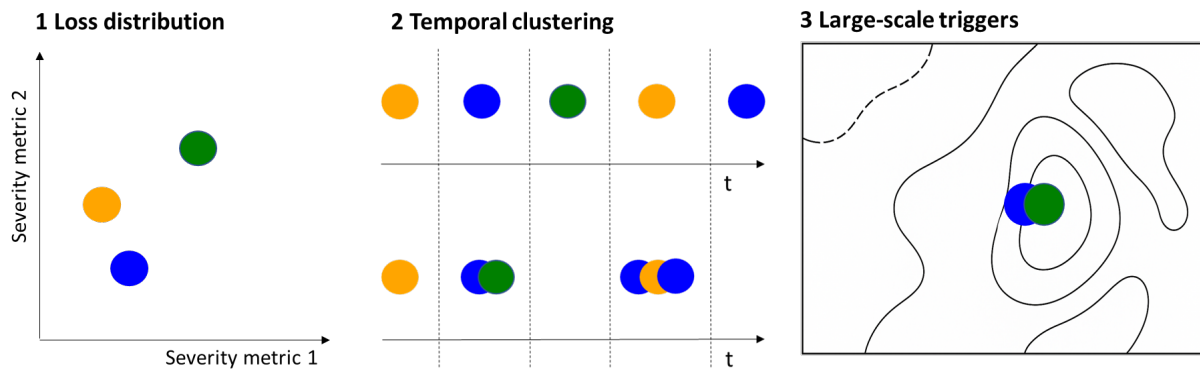 1 Loss distribution
Severity metric 2
Severity metric 1
2 Temporal clustering
t
t
3 Large-scale triggers